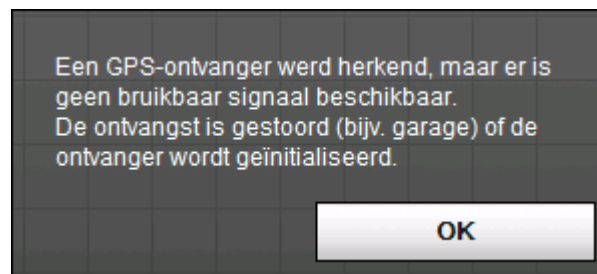 Een GPS-ontvanger werd herkend, maar er is
geen bruikbaar signaal beschikbaar.
De ontvangst is gestoord (bijv. garage) of de
ontvanger wordt geïnitialiseerd.
OK